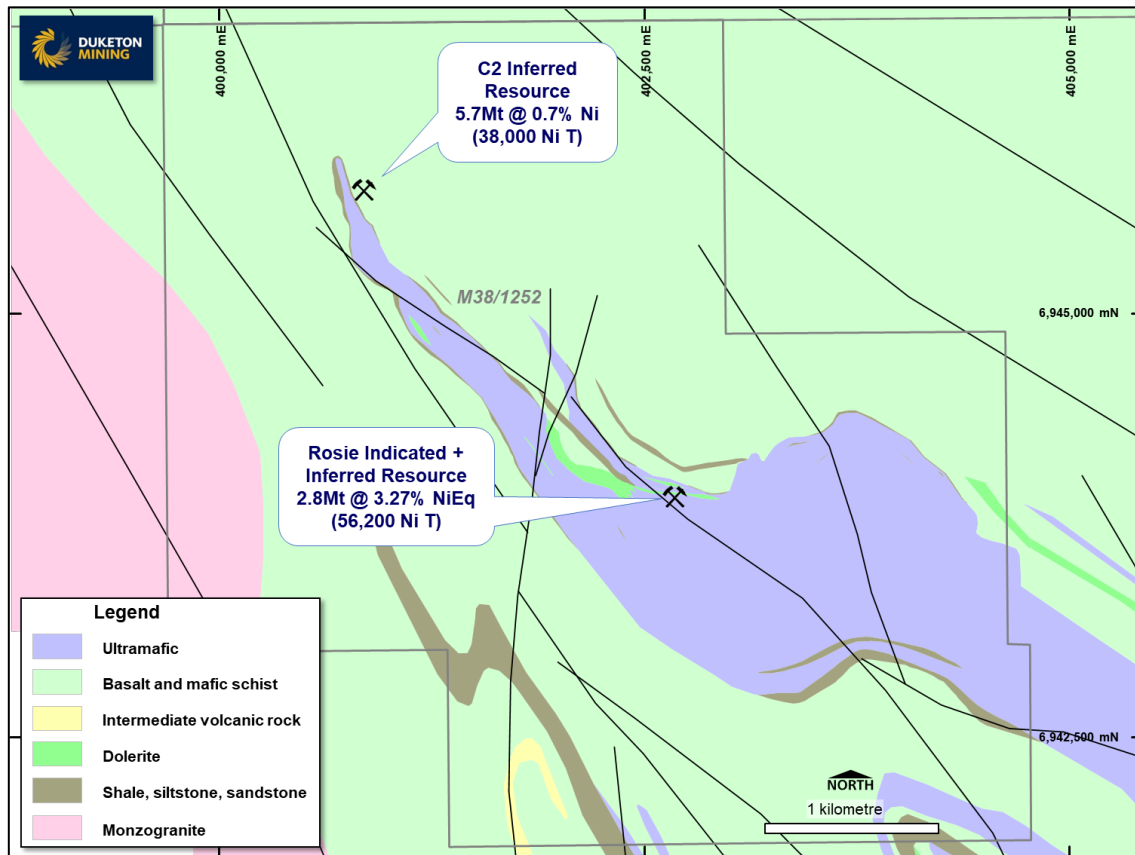 DUKETON
MINING
400,000 mE
402,500 mE
405,000 mE
C2 Inferred
Resource
5.7Mt @ 0.7% Ni
(38,000 Ni T)
M38/1252
6,945,000 mN
Rosie Indicated +
Inferred Resource
2.8Mt @ 3.27% NiEq
(56,200 Ni T)
Legend
Ultramafic
Basalt and mafic schist
Intermediate volcanic rock
Dolerite
Shale, siltstone, sandstone
Monzogranite
6,942,500 mN
NORTH
1 kilometre